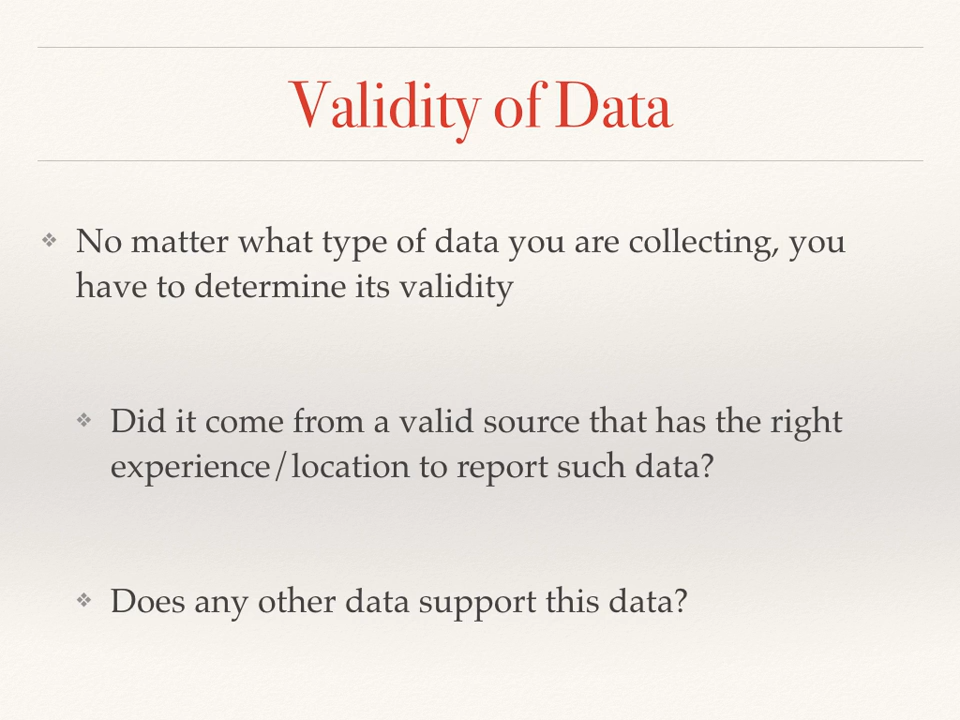 Validity of Data
❖ No matter what type of data you are collecting, you
have to determine its validity
❖ Did it come from a valid source that has the right
experience/location to report such data?
❖ Does any other data support this data?